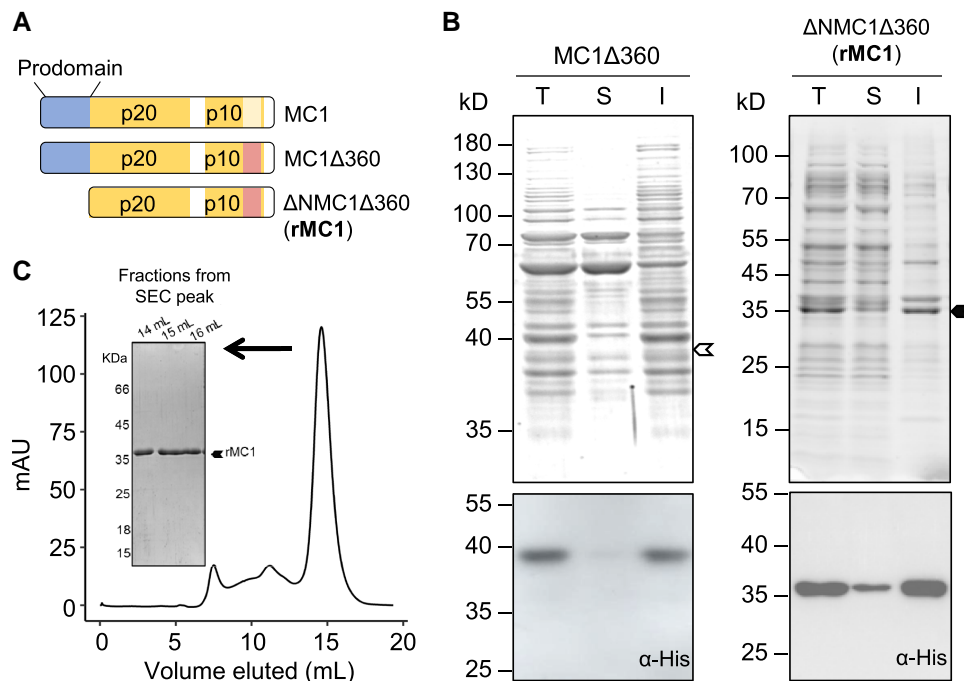 A
Prodomain
p20 p10 MC1
p20 p10 MC1Δ360
p20 p10 ΔNMC1Δ360
(rMC1)
B
MC1Δ360
kD T S I
180
130
100
70
55
40
35
55
40
35
25
α-His
ΔNMC1Δ360
(rMC1)
kD T S I
100
70
55
45
35
25
15
55
40
35
25
α-His
C
Fractions from
SEC peak
14 mL 15 mL 16 mL
KDa
66
45
35
25
18
15
rMC1
mAU
125
100
75
50
25
0
0 5 10 15 20
Volume eluted (mL)